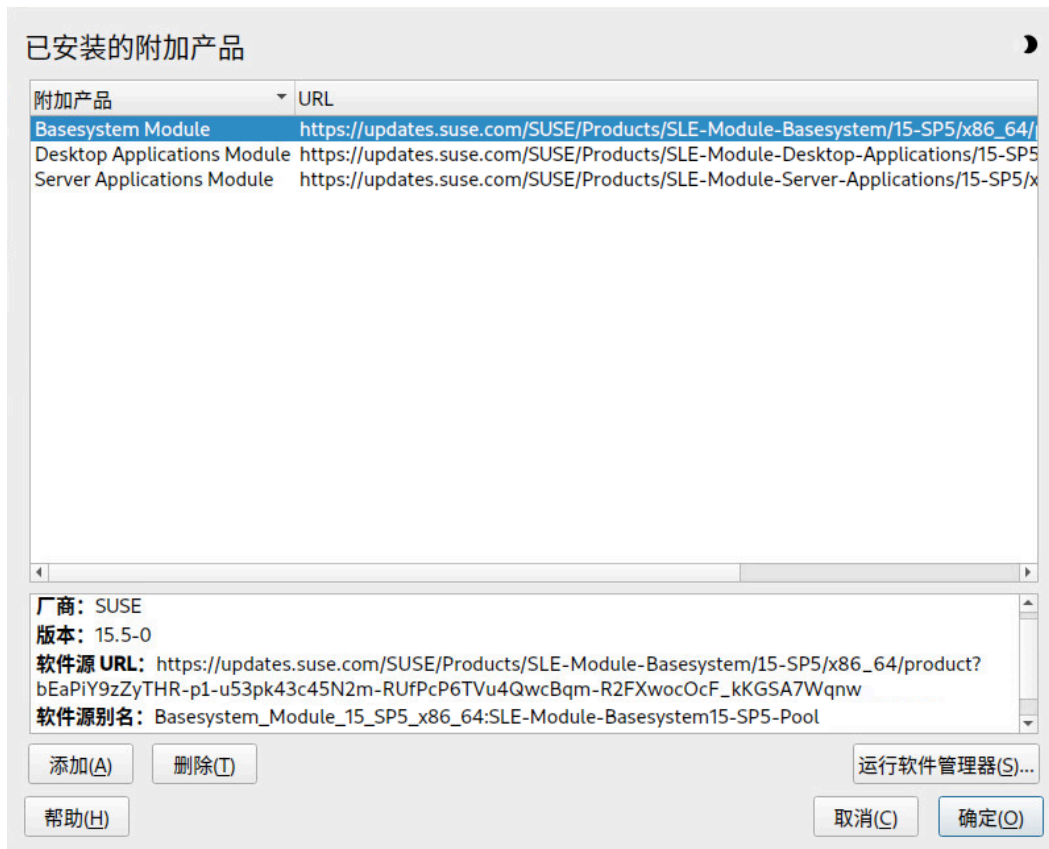 已安装的附加产品
附加产品 URL
Basesystem Module https://updates.suse.com/SUSE/Products/SLE-Module-Basesystem/15-SP5/x86_64/
Desktop Applications Module https://updates.suse.com/SUSE/Products/SLE-Module-Desktop-Applications/15-SP5
Server Applications Module https://updates.suse.com/SUSE/Products/SLE-Module-Server-Applications/15-SP5/x
厂商：SUSE
版本：15.5-0
软件源 URL：https://updates.suse.com/SUSE/Products/SLE-Module-Basesystem/15-SP5/x86_64/product?
bEaPiY9zZyTHR-p1-u53pk43c45N2m-RUfPcP6TVu4QwcBqm-R2FXwocOcF_kKGSA7Wqnw
软件源别名：Basesystem_Module_15_SP5_x86_64:SLE-Module-Basesystem15-SP5-Pool
添加(A) 删除(T) 运行软件管理器(S)...
帮助(H) 取消(C) 确定(O)